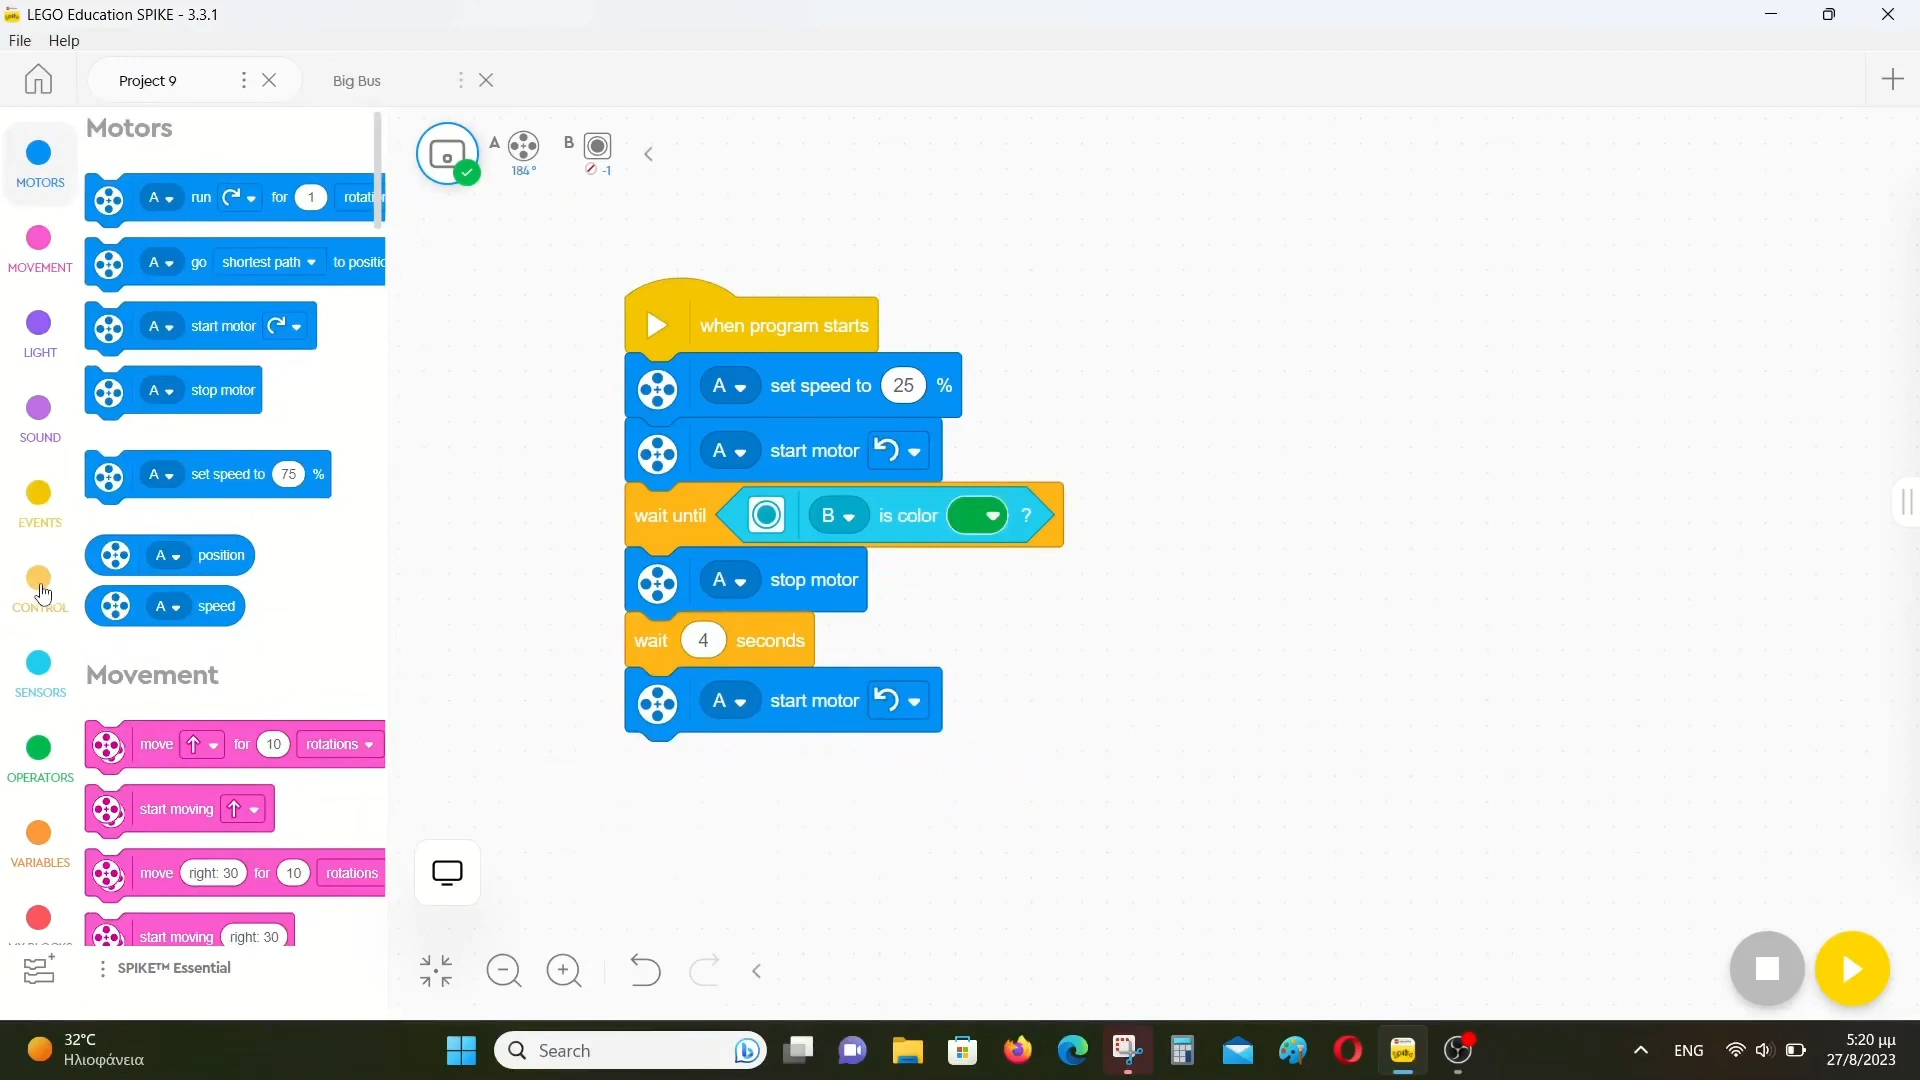 LEGO Education SPIKE - 3.3.1
File Help
Project 9
Big Bus
MOTORS
MOVEMENT
LIGHT
SOUND
EVENTS
CONTROL
SENSORS
OPERATORS
VARIABLES
Motors
A run for 1
A go shortest path
A start motor
A stop motor
A set speed to 75 %
A position
A speed
Movement
move for 10 rotations
start moving
move right: 30 for 10 rotations
start moving right: 30
SPIKE™ Essential
A
184°
B
-1
when program starts
A set speed to 25 %
A start motor
wait until B is color ?
A stop motor
wait 4 seconds
A start motor
32°C
Ηλιοφάνεια
Search
ENG
5:20 μμ
27/8/2023